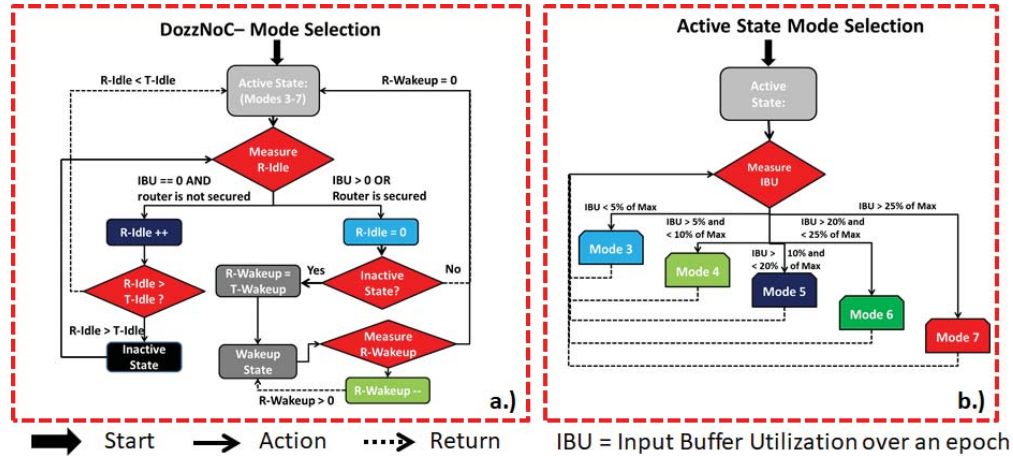 DozzNoC– Mode Selection
R-Idle < T-Idle
Active State:
(Modes 3-7)
R-Wakeup = 0
Measure
R-Idle
IBU == 0 AND
router is not secured
IBU > 0 OR
Router is secured
R-Idle ++
R-Idle = 0
R-Idle >
T-Idle ?
R-Wakeup =
T-Wakeup
Yes
Inactive
State?
No
R-Idle > T-Idle
Inactive
State
Wakeup
State
Measure
R-Wakeup
R-Wakeup --
R-Wakeup > 0
a.)
Active State Mode Selection
Active
State:
Measure
IBU
IBU < 5% of Max
IBU > 5% and
< 10% of Max
IBU > 20% and
< 25% of Max
IBU > 25% of Max
Mode 3
Mode 4
IBU > 10% and
< 20% of Max
Mode 5
Mode 6
Mode 7
b.)
Start
Action
Return
IBU = Input Buffer Utilization over an epoch